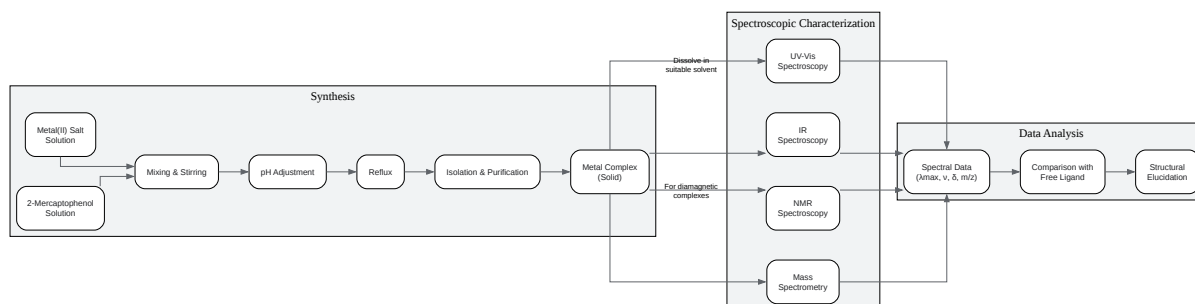 Synthesis
Metal(II) Salt
Solution
2-Mercaptophenol
Solution
Mixing & Stirring
pH Adjustment
Reflux
Isolation & Purification
Metal Complex
(Solid)
Dissolve in
suitable solvent
For diamagnetic
complexes
Spectroscopic Characterization
UV-Vis
Spectroscopy
IR
Spectroscopy
NMR
Spectroscopy
Mass
Spectrometry
Data Analysis
Spectral Data
(λmax, ν, δ, m/z)
Comparison with
Free Ligand
Structural
Elucidation